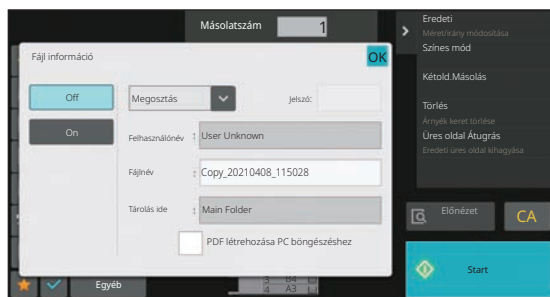 Másolatszám 1
Fájl információ
OK
Off
On
Megosztás
Jelszó:
Felhasználónév : User Unknown
Fájlnév : Copy_20210408_115028
Tárolás ide : Main Folder
PDF létrehozása PC böngészéshez
Egyéb
3 B4
4 A3
Eredeti
Méret/irány módosítása
Színes mód
Kétold.Másolás
Törlés
Árnyék keret törlése
Üres oldal Átugrás
Eredeti üres oldal kihagyása
Előnézet
CA
Start